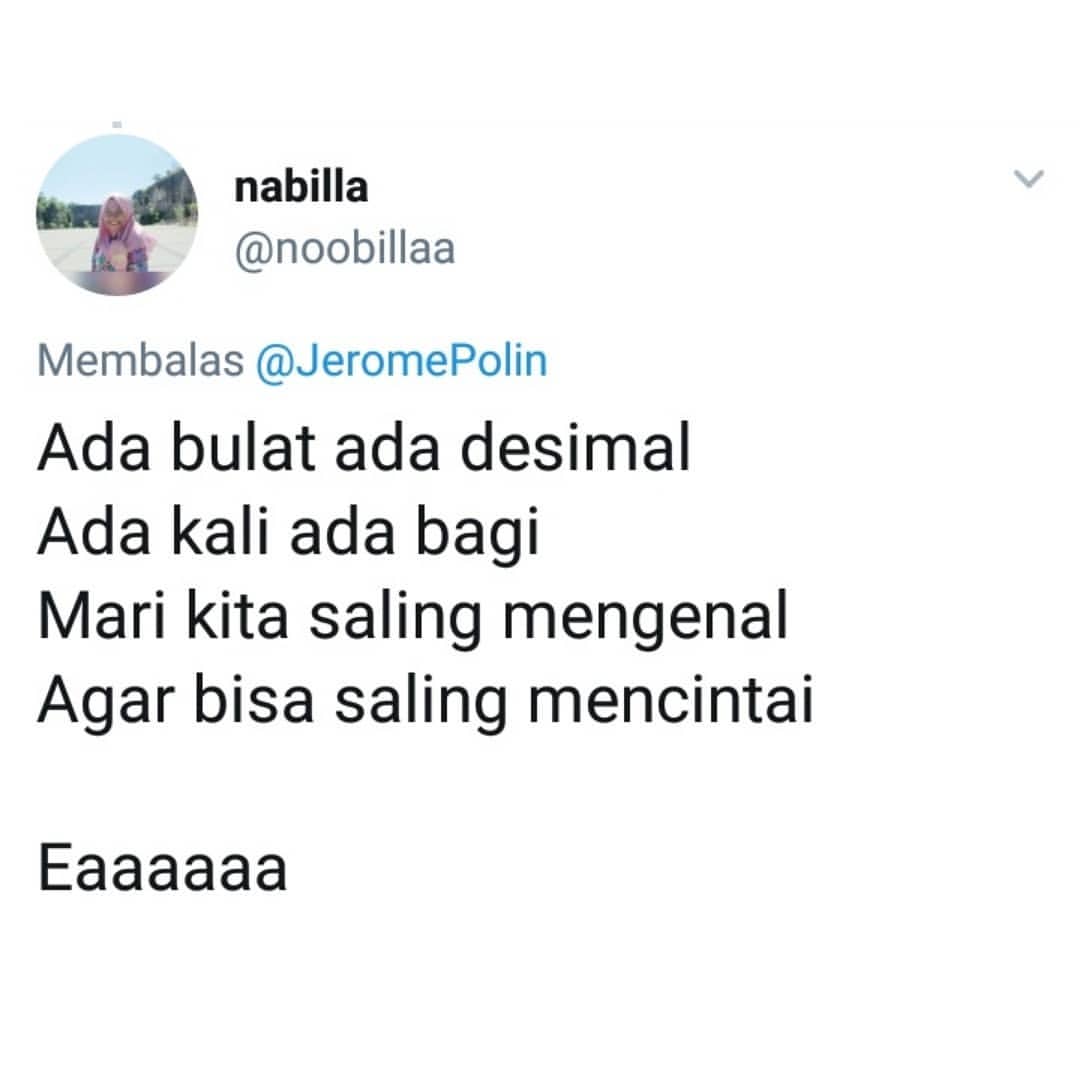 nabilla
@noobillaa
Membalas @JeromePolin
Ada bulat ada desimal
Ada kali ada bagi
Mari kita saling mengenal
Agar bisa saling mencintai
Eaaaaaa